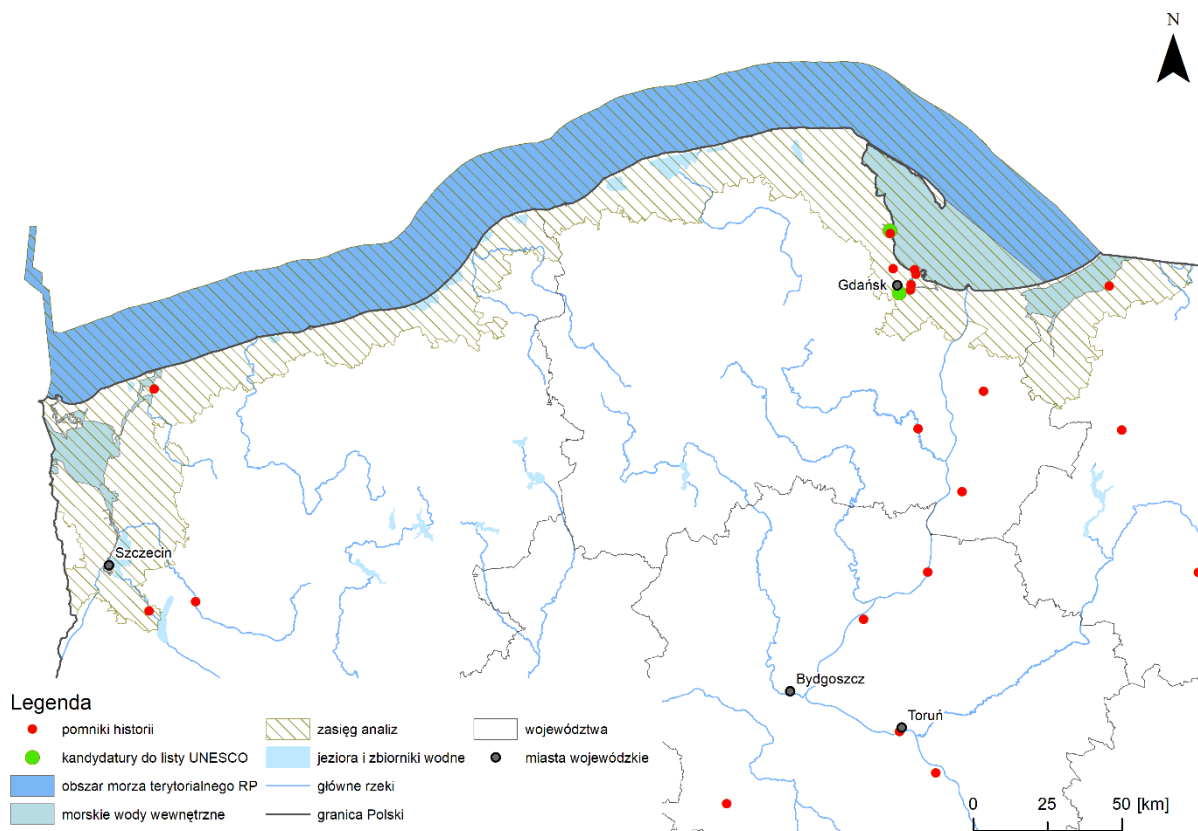 N
Gdańsk
Szczecin
Bydgoszcz
Toruń
Legenda
pomniki historii
kandydatury do listy UNESCO
obszar morza terytorialnego RP
morskie wody wewnętrzne
zasięg analiz
jeziora i zbiorniki wodne
główne rzeki
granica Polski
województwa
miasta wojewódzkie
0 25 50 [km]